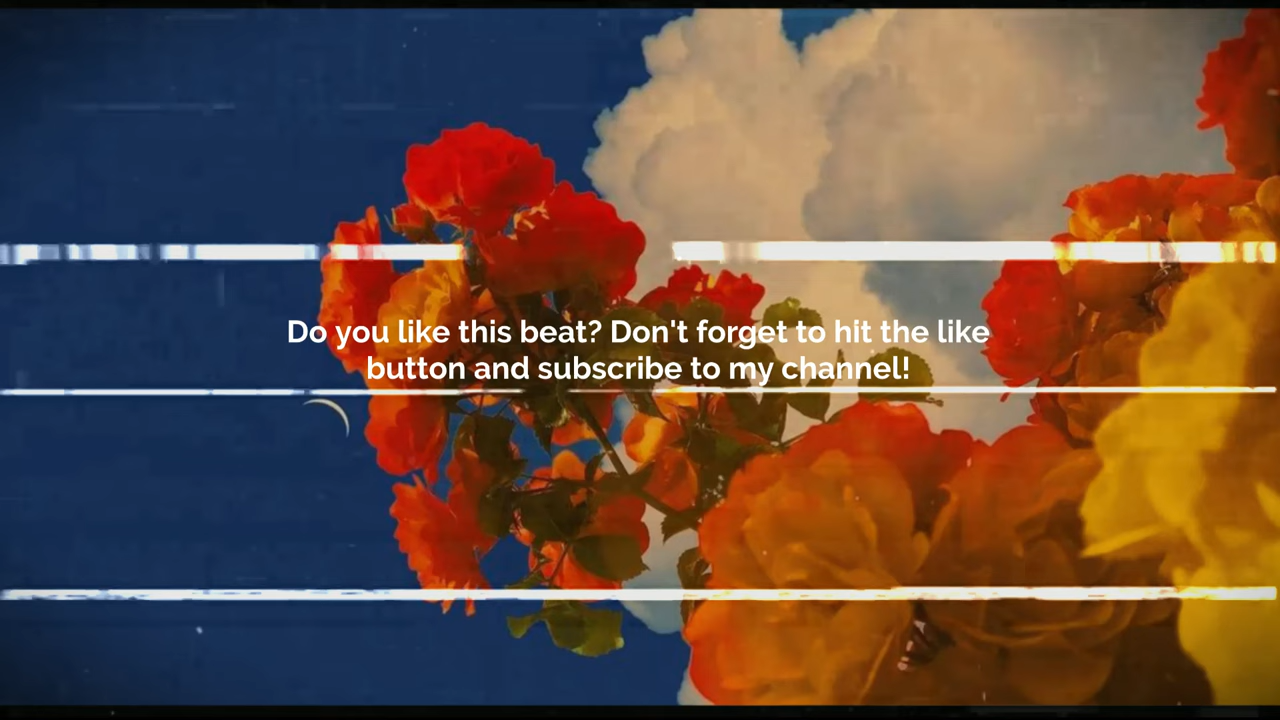 Do you like this beat? Don't forget to hit the like
button and subscribe to my channel!